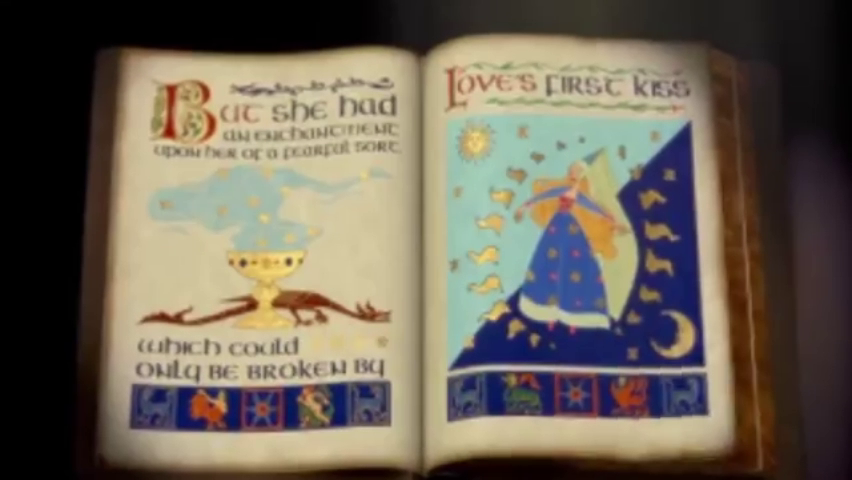 But she had
an enchantment
upon her of a fearful sort
which could
only be broken by
Love's first kiss